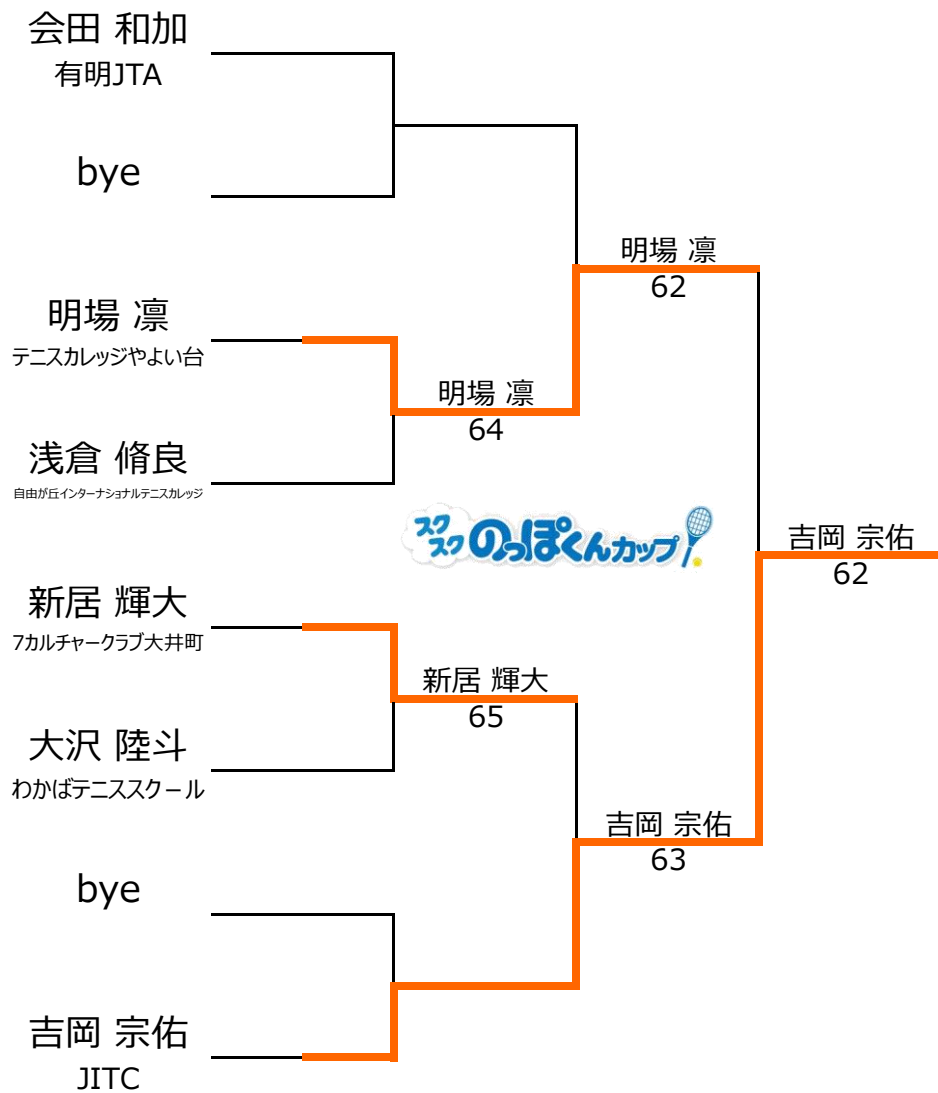 会田 和加
有明JTA
bye
明場 凛
62
明場 凛
テニスカレッジやよい台
明場 凛
64
浅倉 脩良
自由が丘インターナショナルテニスカレッジ
スク
スク
のっぽくんカップ
吉岡 宗佑
62
新居 輝大
7カルチャークラブ大井町
新居 輝大
65
大沢 陸斗
わかばテニススクール
吉岡 宗佑
63
bye
吉岡 宗佑
JITC